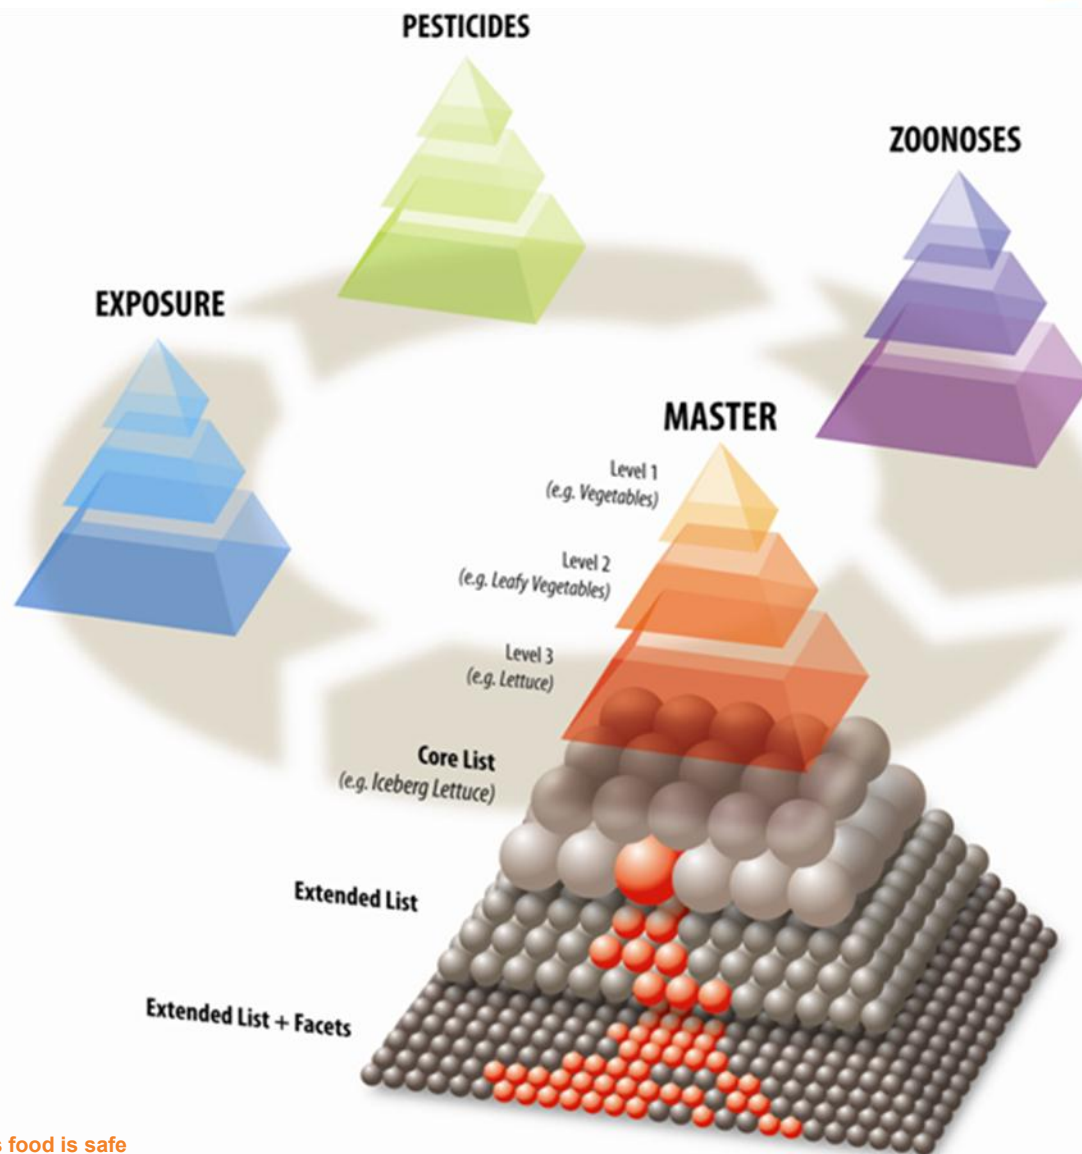 PESTICIDES
ZOONOSES
EXPOSURE
MASTER
Level 1
(e.g. Vegetables)
Level 2
(e.g. Leafy Vegetables)
Level 3
(e.g. Lettuce)
Core List
(e.g. Iceberg Lettuce)
Extended List
Extended List + Facets
s food is safe